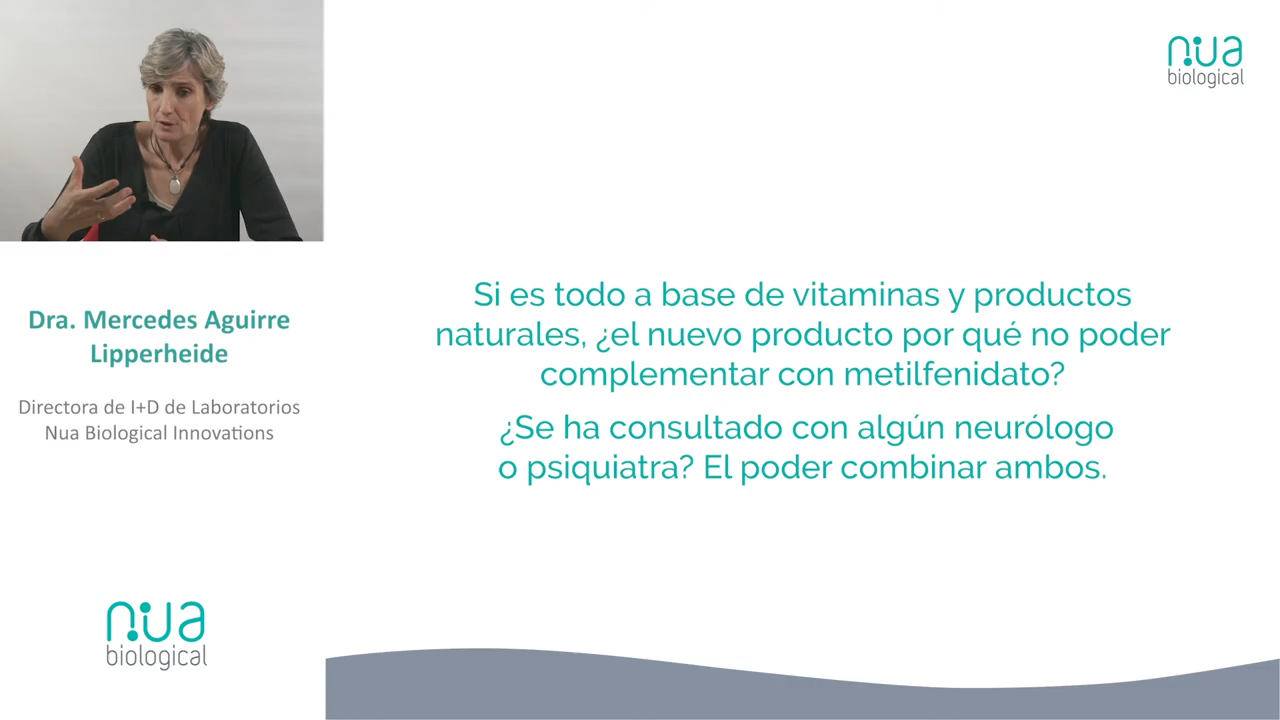 nua
biological
Dra. Mercedes Aguirre
Lipperheide
Directora de I+D de Laboratorios
Nua Biological Innovations
Si es todo a base de vitaminas y productos
naturales, ¿el nuevo producto por qué no poder
complementar con metilfenidato?
¿Se ha consultado con algún neurólogo
o psiquiatra? El poder combinar ambos.
nua
biological